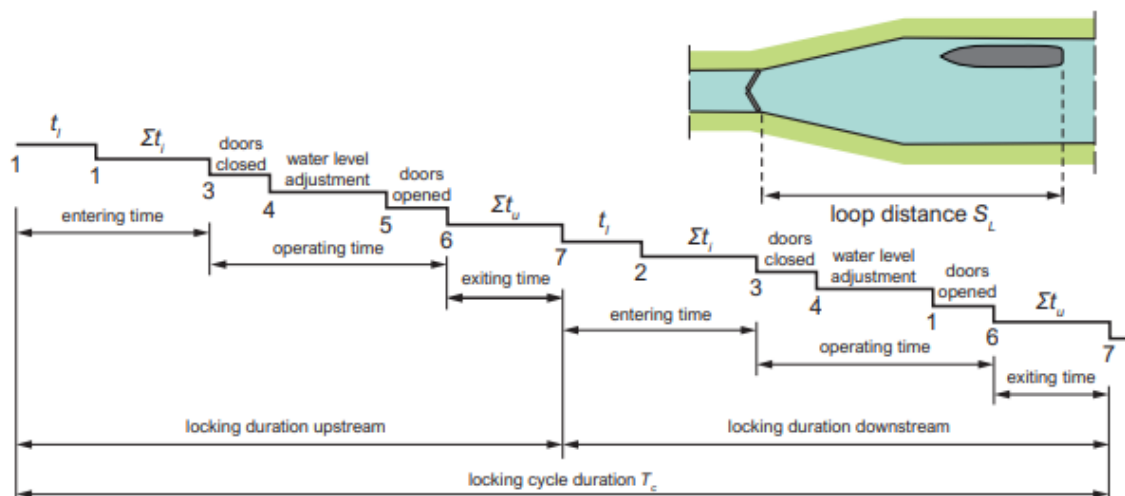 loop distance S_L
t_l
Σt_i
doors
closed
water level
adjustment
doors
opened
Σt_u
t_l
Σt_i
doors
closed
water level
adjustment
doors
opened
Σt_u
1
1
3
4
5
6
7
2
3
4
1
6
7
entering time
operating time
exiting time
entering time
operating time
exiting time
locking duration upstream
locking duration downstream
locking cycle duration T_c